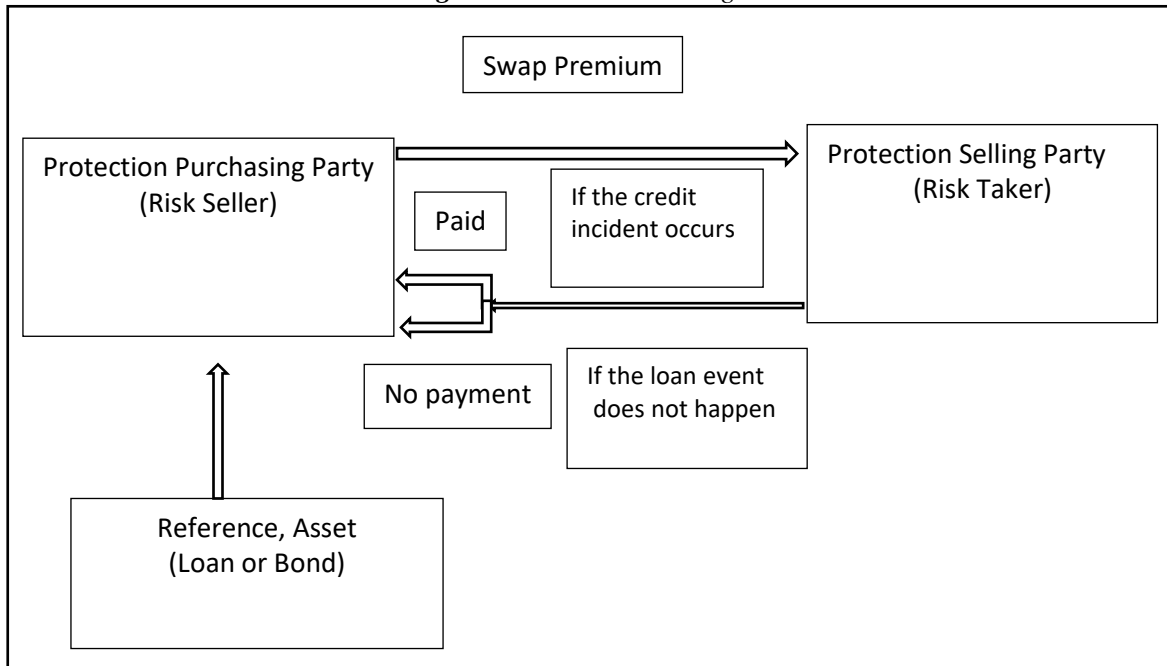 Swap Premium
Protection Purchasing Party
(Risk Seller)
Protection Selling Party
(Risk Taker)
Paid
If the credit
incident occurs
No payment
If the loan event
does not happen
Reference, Asset
(Loan or Bond)